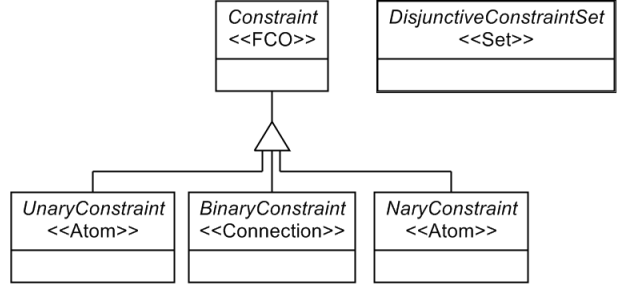 Constraint
<<FCO>>
DisjunctiveConstraintSet
<<Set>>
UnaryConstraint
<<Atom>>
BinaryConstraint
<<Connection>>
NaryConstraint
<<Atom>>